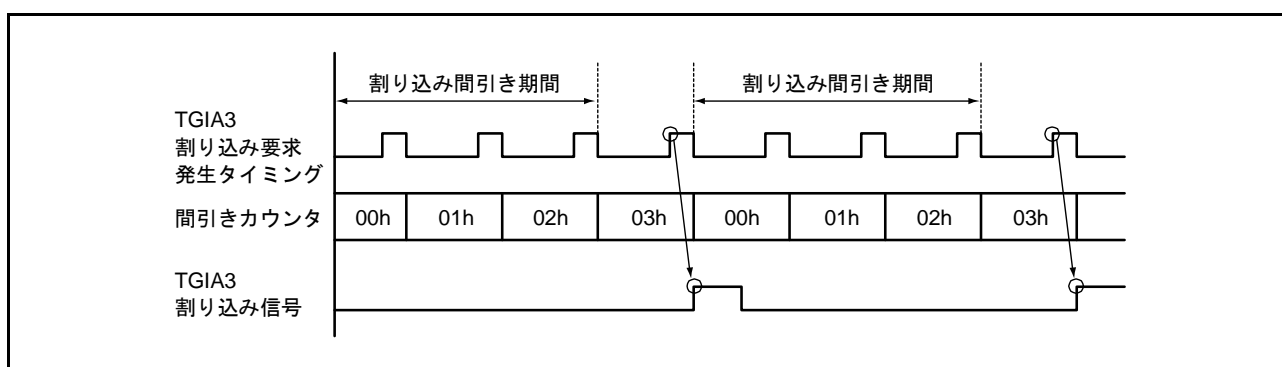 割り込み間引き期間
割り込み間引き期間
TGIA3
割り込み要求
発生タイミング
間引きカウンタ
00h
01h
02h
03h
00h
01h
02h
03h
TGIA3
割り込み信号